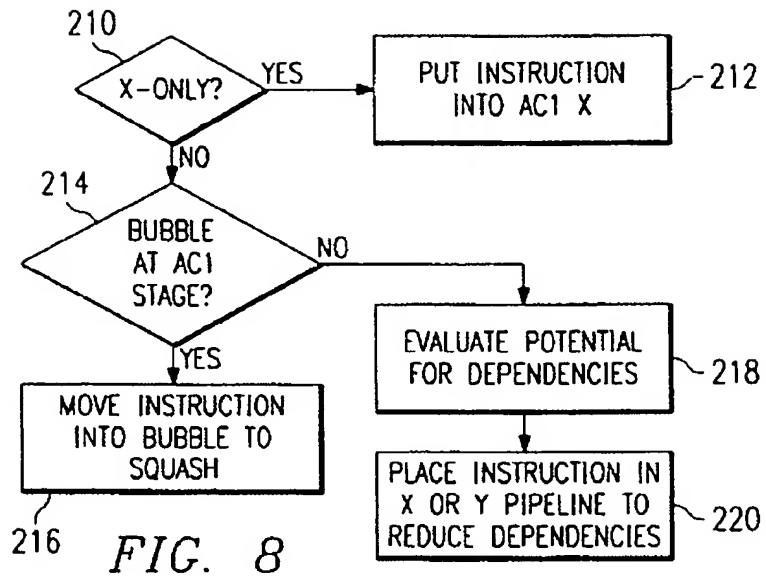 210
X-ONLY?
YES
PUT INSTRUCTION
INTO AC1 X
212
NO
214
BUBBLE
AT AC1
STAGE?
NO
YES
EVALUATE POTENTIAL
FOR DEPENDENCIES
218
MOVE INSTRUCTION
INTO BUBBLE TO
SQUASH
216
PLACE INSTRUCTION IN
X OR Y PIPELINE TO
REDUCE DEPENDENCIES
220
FIG. 8